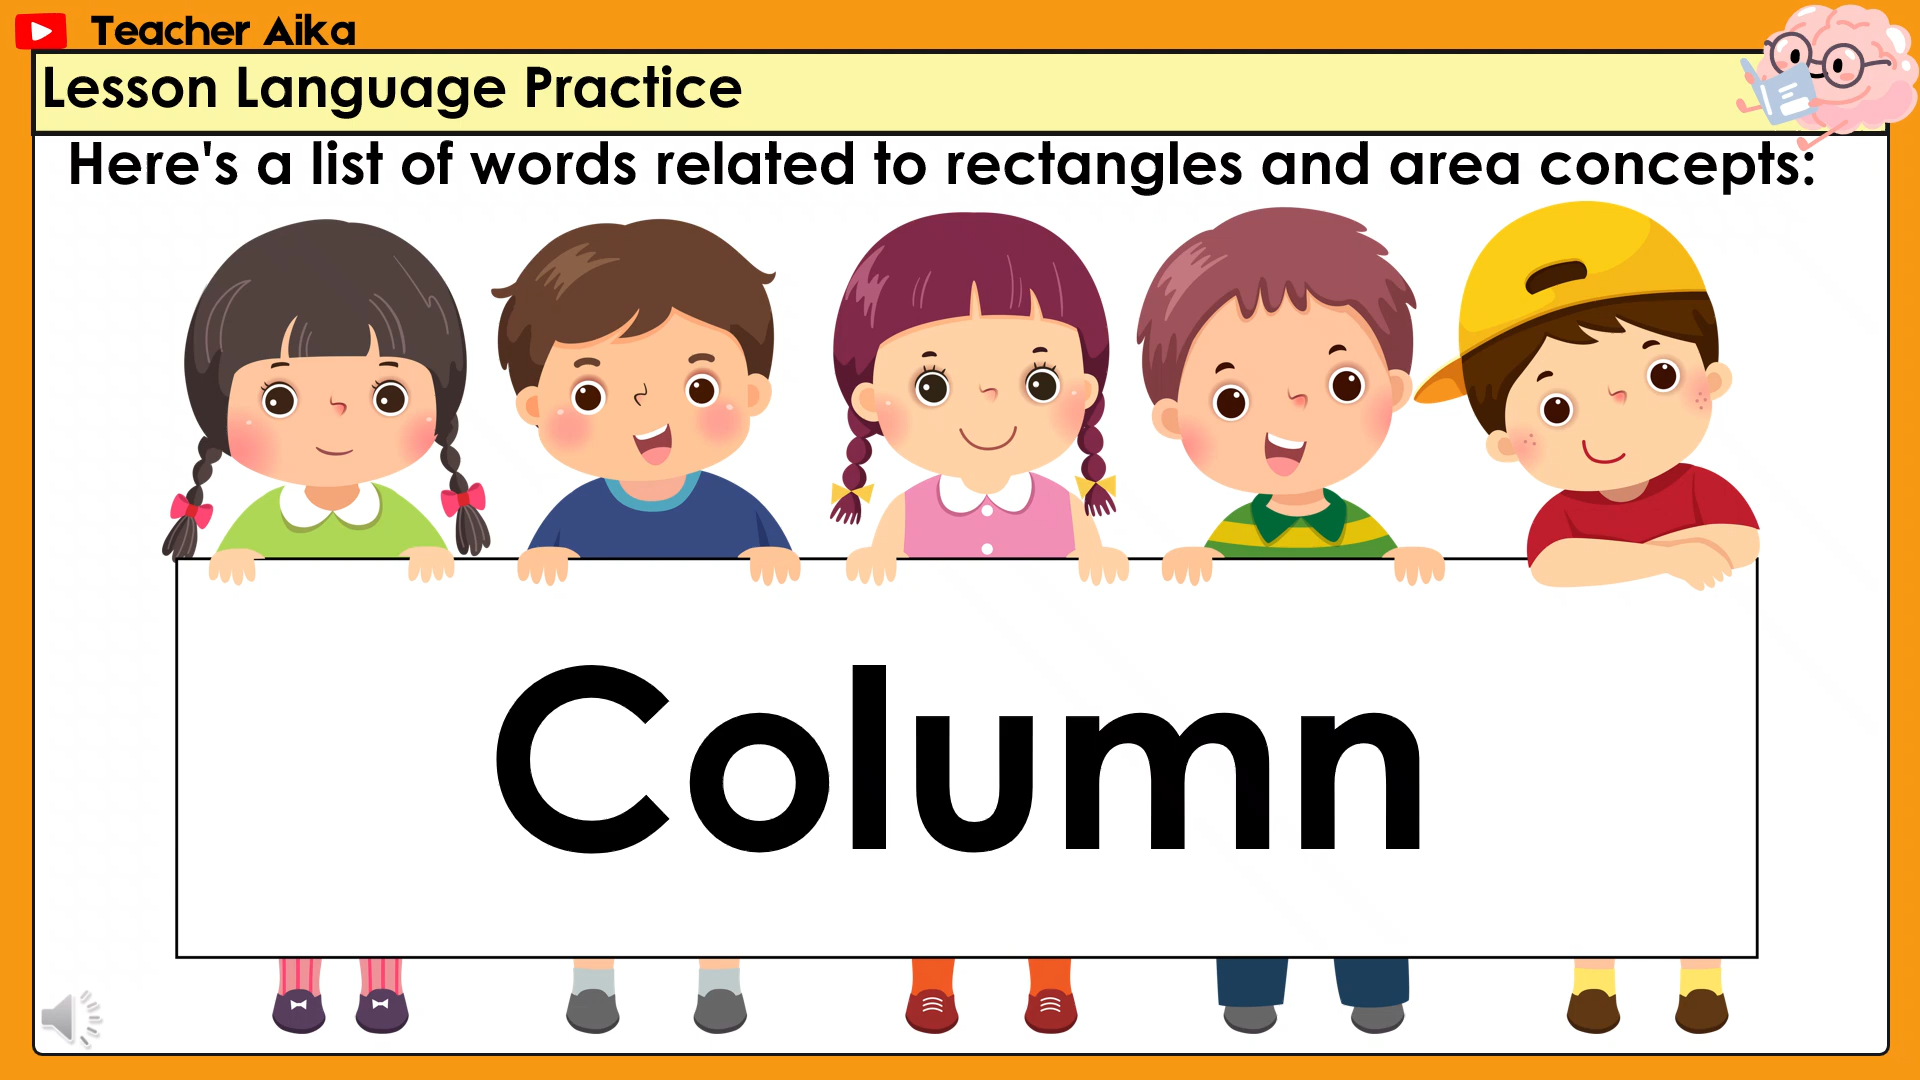 Teacher Aika
Lesson Language Practice
Here's a list of words related to rectangles and area concepts:
Column